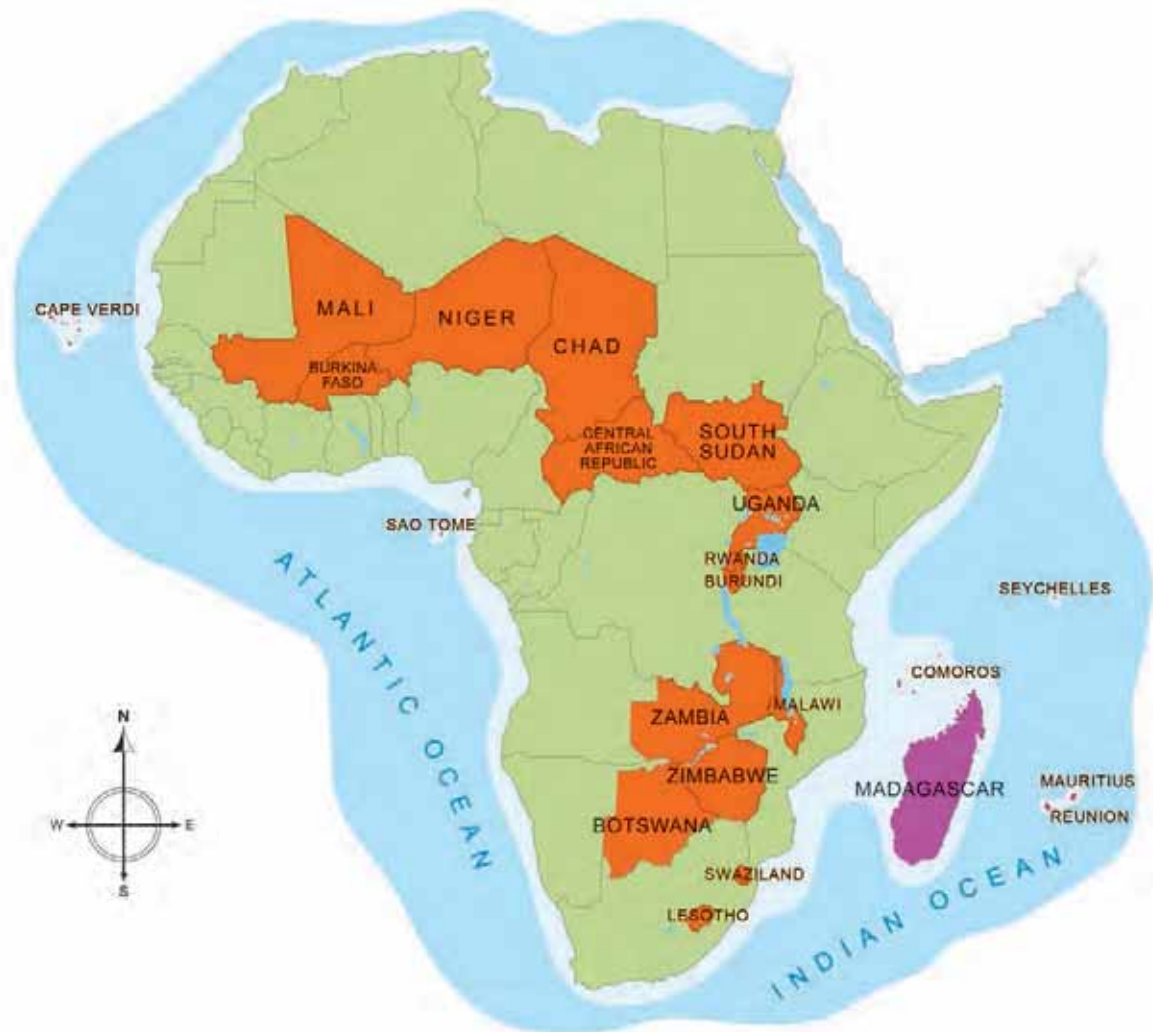 MALI
NIGER
CHAD
CAPE VERDI
BURKINA
FASO
CENTRAL
AFRICAN
REPUBLIC
SOUTH
SUDAN
UGANDA
SAO TOME
RWANDA
BURUNDI
SEYCHELLES
ATLANTIC OCEAN
COMOROS
MALAWI
ZAMBIA
N
W
E
S
ZIMBABWE
MADAGASCAR
MAURITIUS
REUNION
BOTSWANA
SWAZILAND
LESOTHO
INDIAN OCEAN